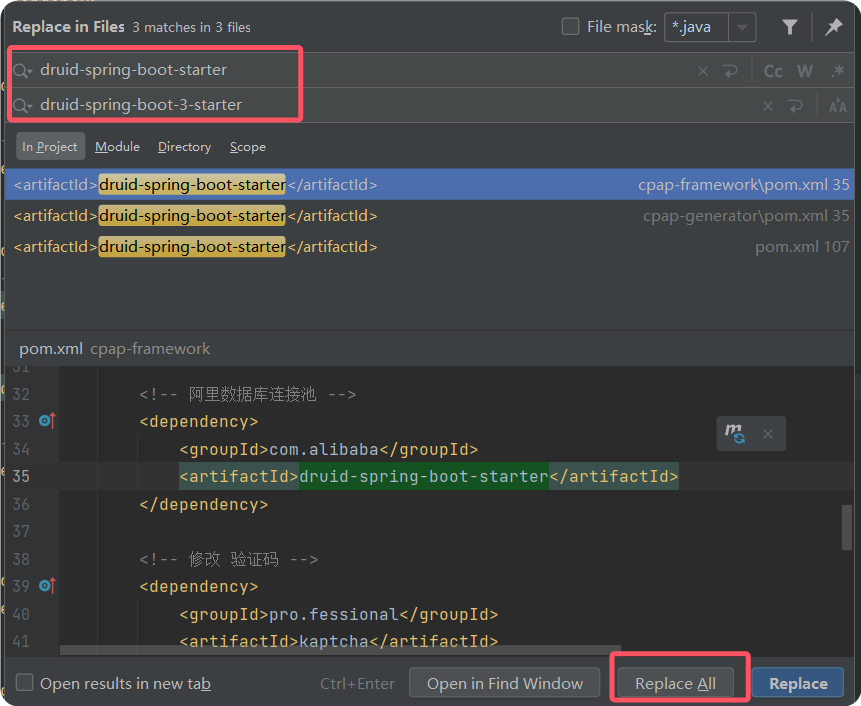 Replace in Files 3 matches in 3 files File mask: *.java
druid-spring-boot-starter Cc W .*
druid-spring-boot-3-starter
In Project Module Directory Scope
<artifactId>druid-spring-boot-starter</artifactId> cpap-framework\pom.xml 35
<artifactId>druid-spring-boot-starter</artifactId> cpap-generator\pom.xml 35
<artifactId>druid-spring-boot-starter</artifactId> pom.xml 107
pom.xml cpap-framework
31
32 <!-- 阿里数据库连接池 -->
33 <dependency>
34 <groupId>com.alibaba</groupId>
35 <artifactId>druid-spring-boot-starter</artifactId>
36 </dependency>
37
38 <!-- 修改 验证码 -->
39 <dependency>
40 <groupId>pro.fessional</groupId>
41 <artifactId>kaptcha</artifactId>
Open results in new tab Ctrl+Enter Open in Find Window Replace All Replace